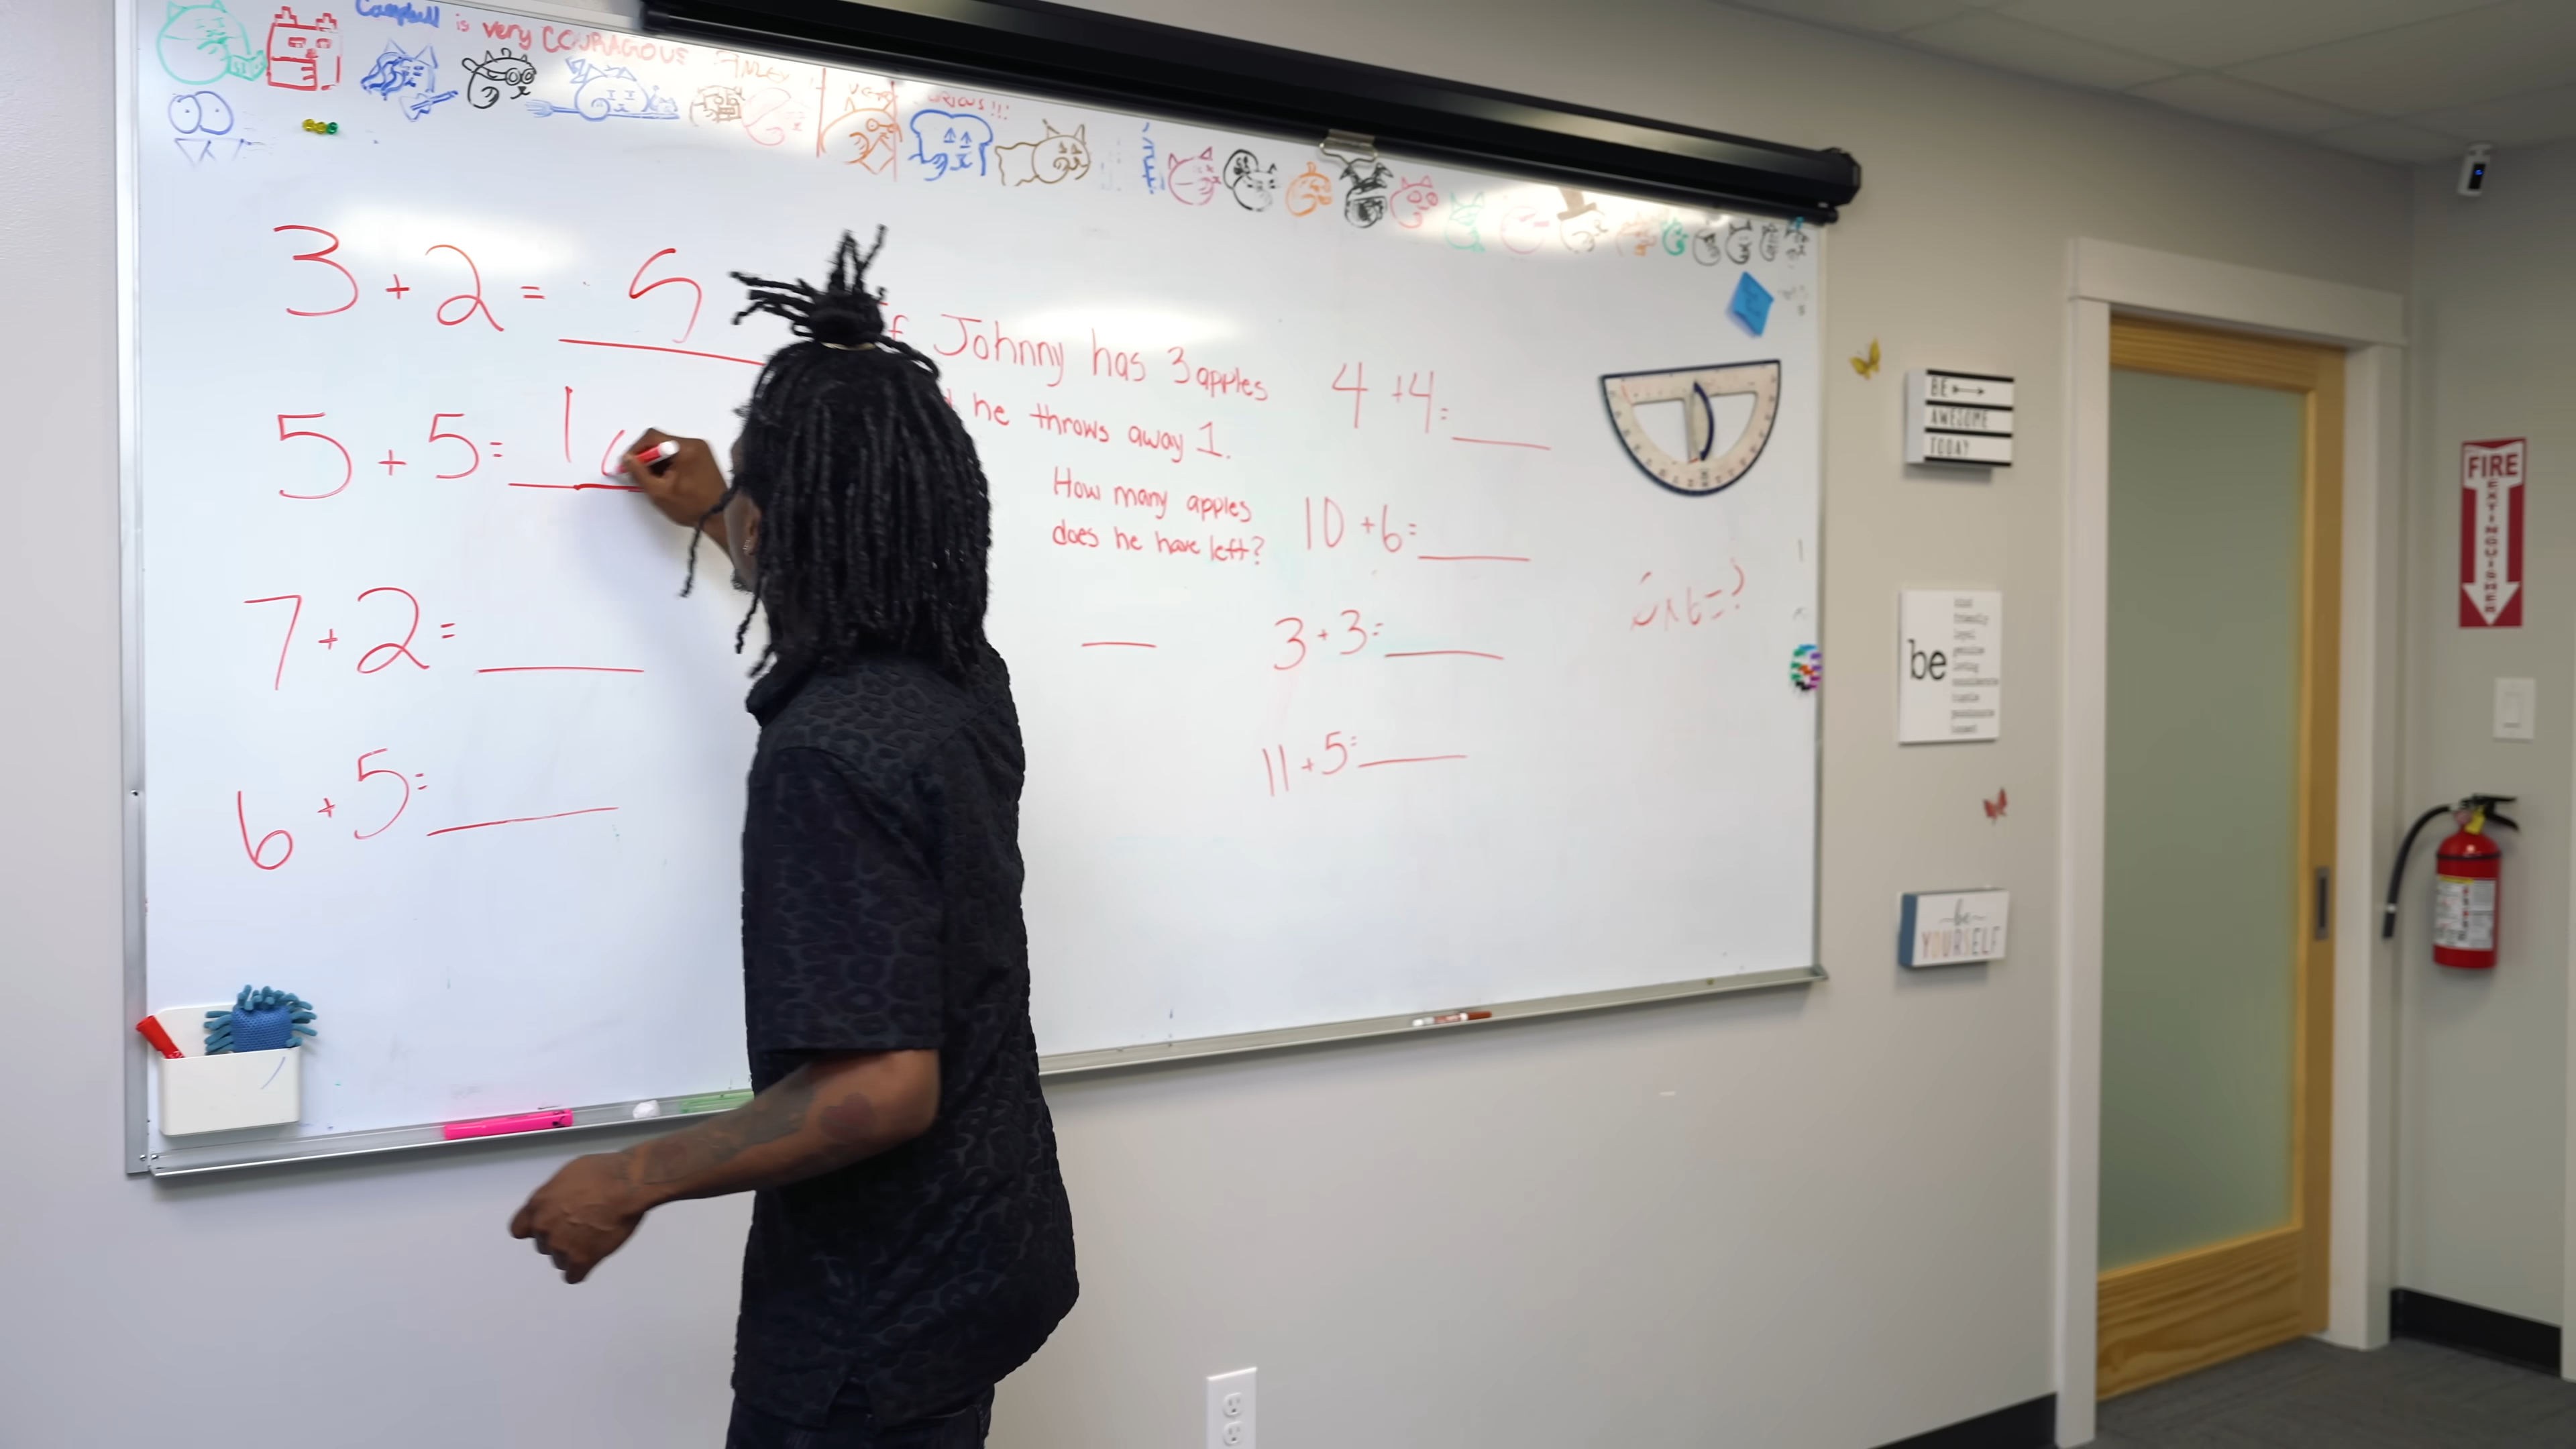 Campbell is very COURAGOUS
3 + 2 = 5
5 + 5 = 10
7 + 2 =
6 + 5 =
Johnny has 3 apples
he throws away 1.
How many apples
does he have left?
4 + 4 =
10 + 6 =
3 + 3 =
11 + 5 =
BE
AWESOME
TODAY
be
be
YOURSELF
FIRE
EXTINGUISHER